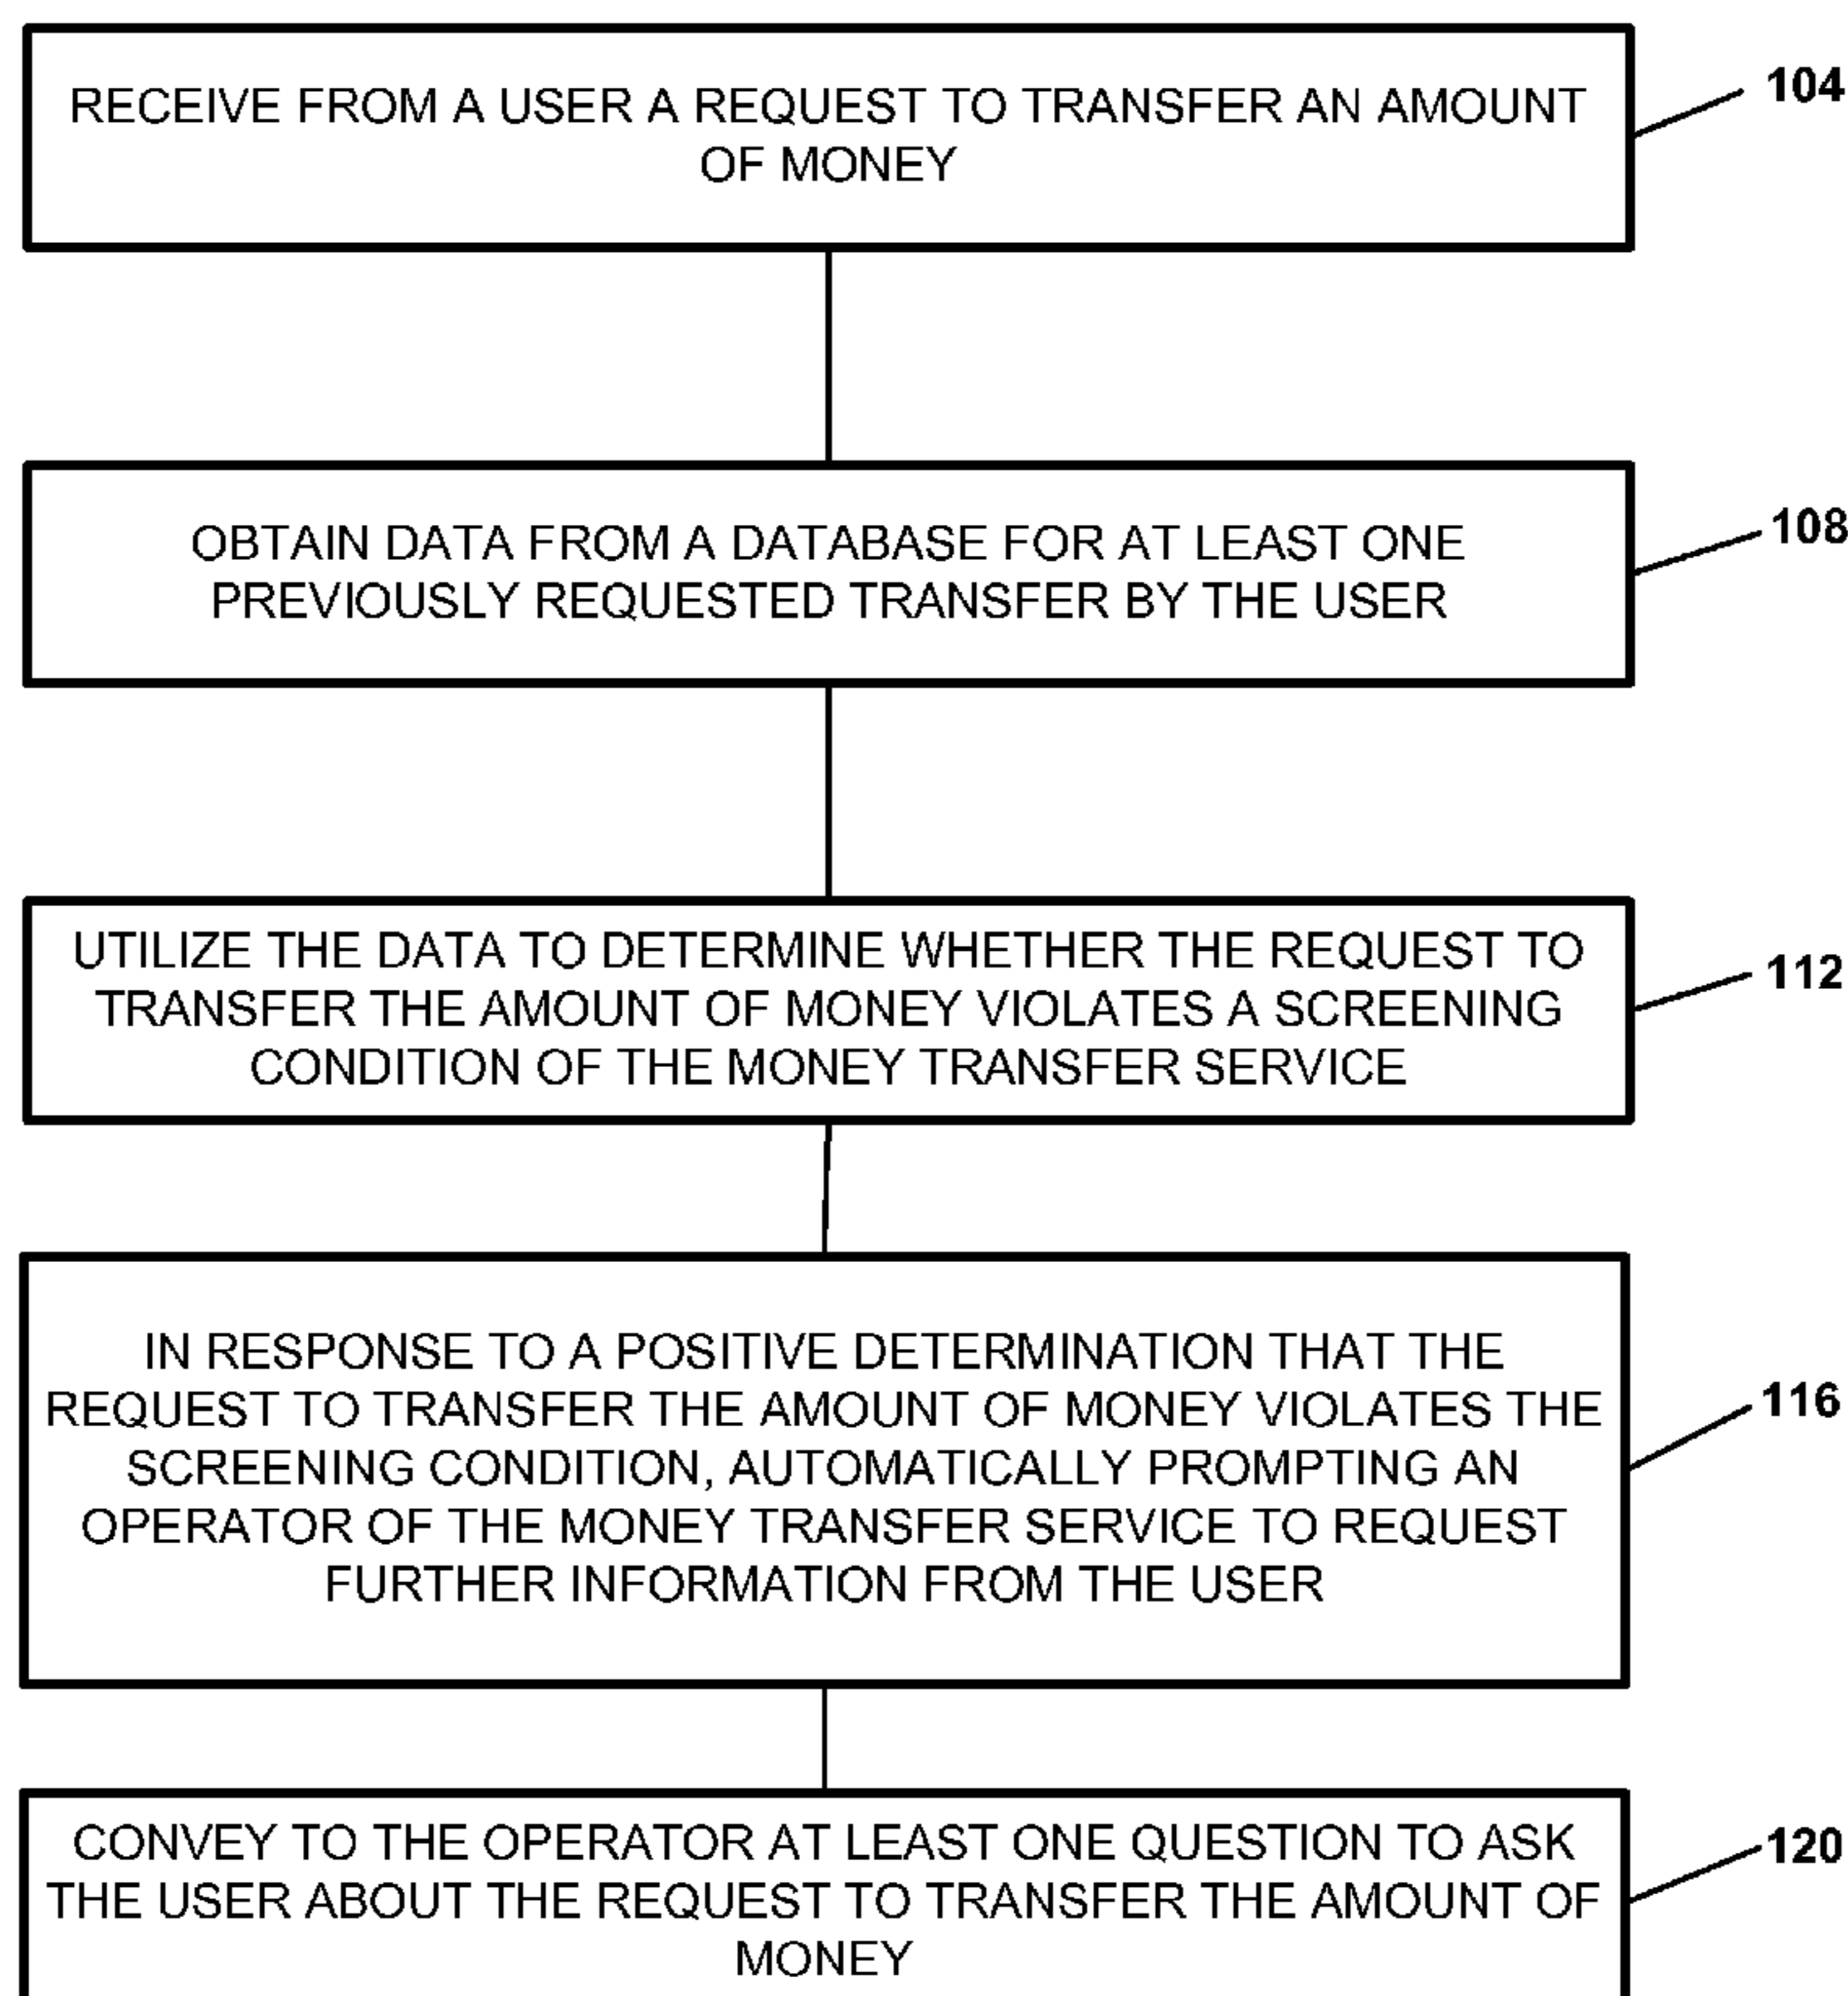 RECEIVE FROM A USER A REQUEST TO TRANSFER AN AMOUNT
OF MONEY
104
OBTAIN DATA FROM A DATABASE FOR AT LEAST ONE
PREVIOUSLY REQUESTED TRANSFER BY THE USER
108
UTILIZE THE DATA TO DETERMINE WHETHER THE REQUEST TO
TRANSFER THE AMOUNT OF MONEY VIOLATES A SCREENING
CONDITION OF THE MONEY TRANSFER SERVICE
112
IN RESPONSE TO A POSITIVE DETERMINATION THAT THE
REQUEST TO TRANSFER THE AMOUNT OF MONEY VIOLATES THE
SCREENING CONDITION, AUTOMATICALLY PROMPTING AN
OPERATOR OF THE MONEY TRANSFER SERVICE TO REQUEST
FURTHER INFORMATION FROM THE USER
116
CONVEY TO THE OPERATOR AT LEAST ONE QUESTION TO ASK
THE USER ABOUT THE REQUEST TO TRANSFER THE AMOUNT OF
MONEY
120